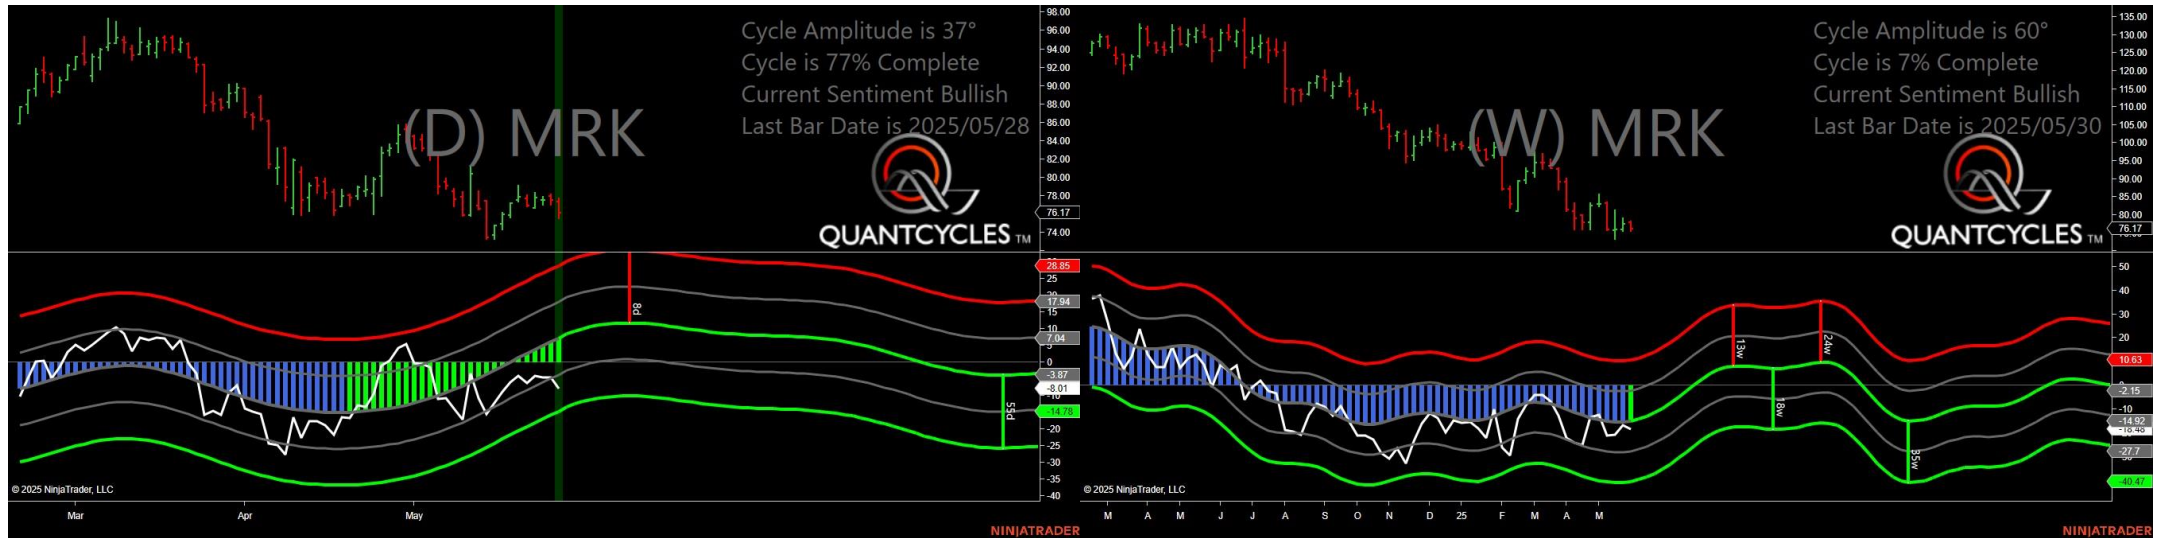 Cycle Amplitude is 37°
Cycle is 77% Complete
Current Sentiment Bullish
Last Bar Date is 2025/05/28
(D) MRK
QUANTCYCLES TM
98.00
96.00
94.00
92.00
90.00
88.00
86.00
84.00
82.00
80.00
78.00
76.17
74.00
28.85
25
17.94
15
10
7.04
0
-3.87
-8.01
-14.78
-20
-25
-30
-35
-40
8d
55d
© 2025 NinjaTrader, LLC
Mar
Apr
May
NINJATRADER
Cycle Amplitude is 60°
Cycle is 7% Complete
Current Sentiment Bullish
Last Bar Date is 2025/05/30
(W) MRK
QUANTCYCLES TM
135.00
130.00
125.00
120.00
115.00
110.00
105.00
100.00
95.00
90.00
85.00
80.00
76.17
50
40
30
20
10.63
-2.15
-10
-14.92
-18.48
-27.7
-40.47
13w
24w
18w
35w
© 2025 NinjaTrader, LLC
M A M J J A S O N D 25 F M A M
NINJATRADER